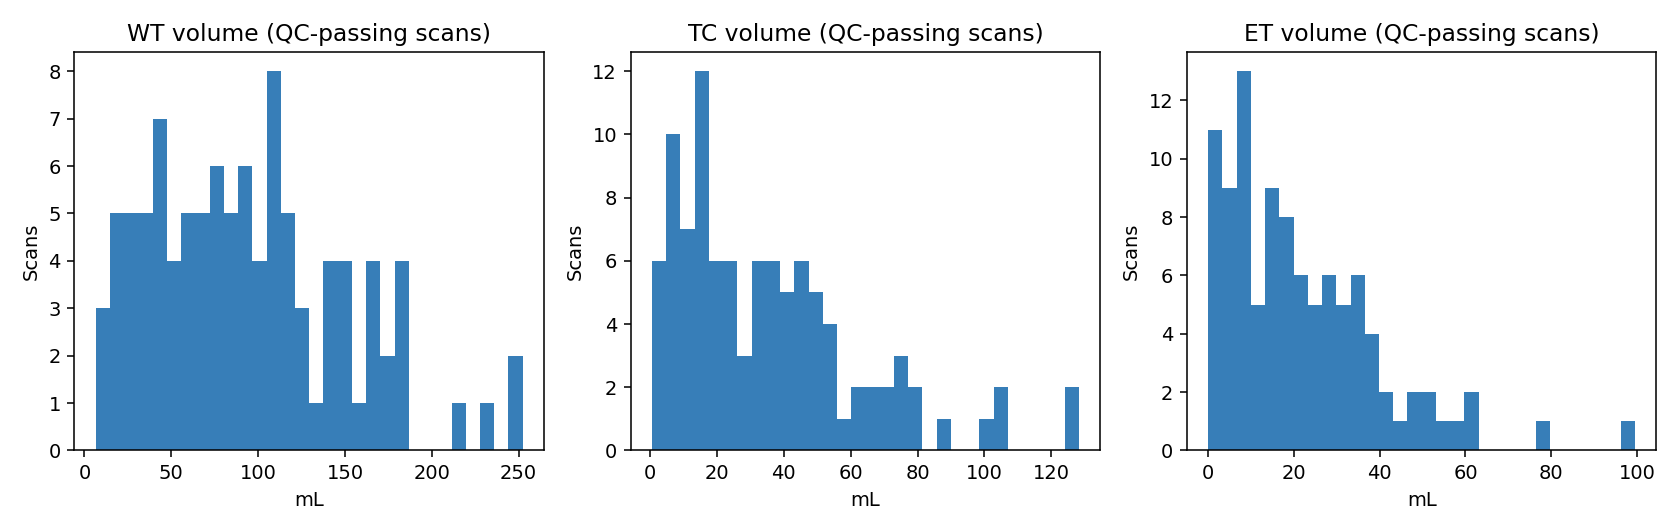 WT volume (QC-passing scans)
8
7
6
5
4
3
2
1
0
Scans
0 50 100 150 200 250
mL
TC volume (QC-passing scans)
12
10
8
6
4
2
0
Scans
0 20 40 60 80 100 120
mL
ET volume (QC-passing scans)
12
10
8
6
4
2
0
Scans
0 20 40 60 80 100
mL